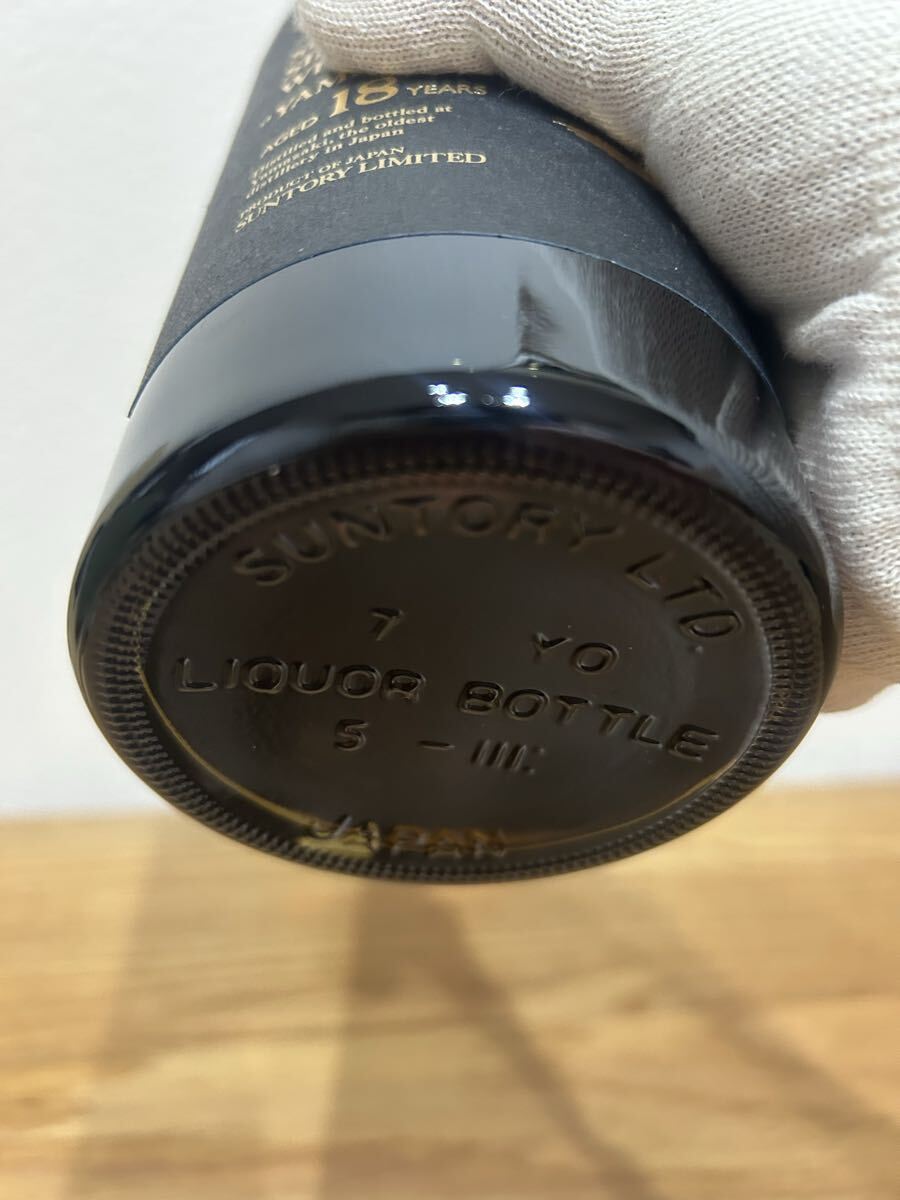 "YAM
AGED 18 YEARS
Distilled and bottled at
Yamasaki, the oldest
distillery in Japan
PRODUCT OF JAPAN
SUNTORY LIMITED
SUNTORY LTD.
7 YO
LIQUOR BOTTLE
5 - III:
JAPAN